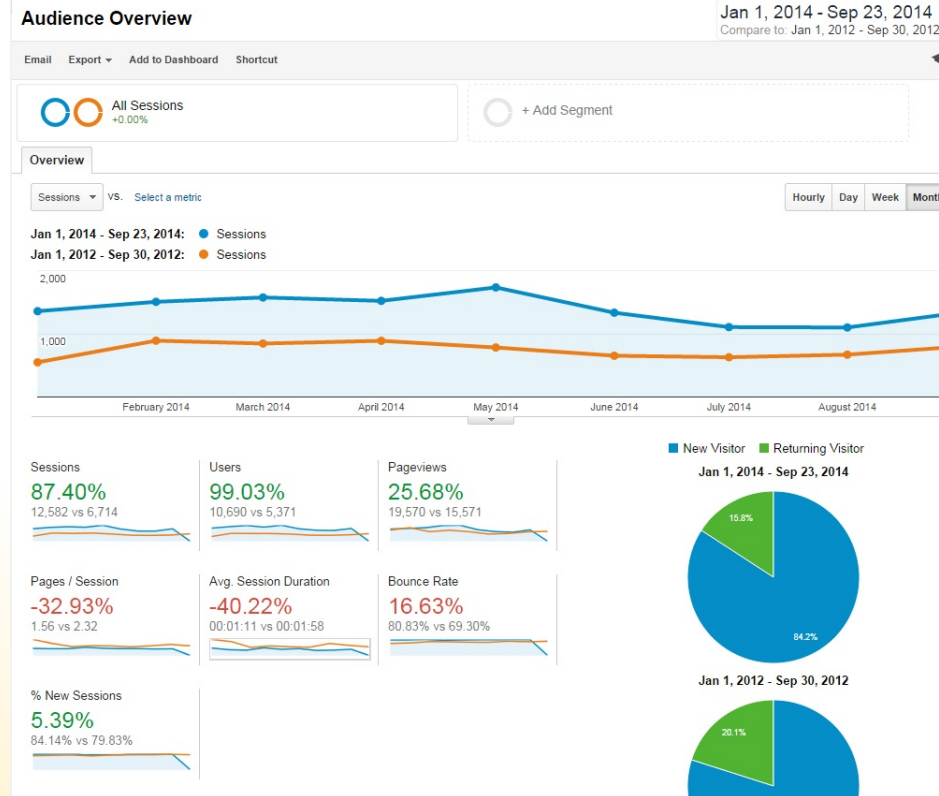 Audience Overview
Jan 1, 2014 - Sep 23, 2014
Compare to: Jan 1, 2012 - Sep 30, 2012
Email Export Add to Dashboard Shortcut
All Sessions
+0.00%
+ Add Segment
Overview
Sessions vs. Select a metric
Hourly Day Week Month
Jan 1, 2014 - Sep 23, 2014: Sessions
Jan 1, 2012 - Sep 30, 2012: Sessions
2,000
1,000
February 2014 March 2014 April 2014 May 2014 June 2014 July 2014 August 2014
New Visitor Returning Visitor
Jan 1, 2014 - Sep 23, 2014
15.8%
84.2%
Jan 1, 2012 - Sep 30, 2012
20.1%
Sessions
87.40%
12,582 vs 6,714
Users
99.03%
10,690 vs 5,371
Pageviews
25.68%
19,570 vs 15,571
Pages / Session
-32.93%
1.56 vs 2.32
Avg. Session Duration
-40.22%
00:01:11 vs 00:01:58
Bounce Rate
16.63%
80.83% vs 69.30%
% New Sessions
5.39%
84.14% vs 79.83%